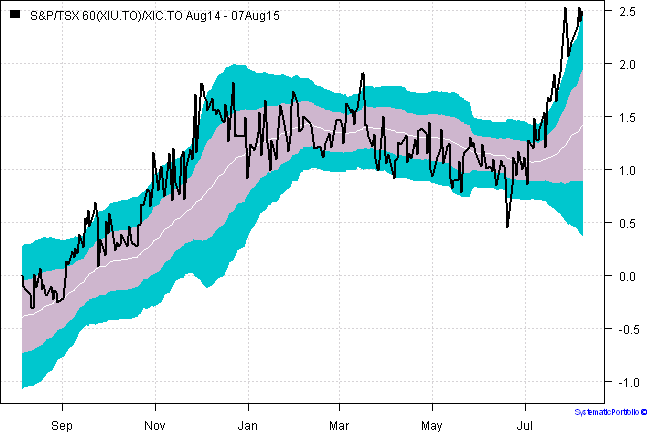 S&P/TSX 60(XIU.TO)/XIC.TO Aug14 - 07Aug15
2.5
2.0
1.5
1.0
0.5
0.0
-0.5
-1.0
Sep Nov Jan Mar May Jul
SystematicPortfolio ©